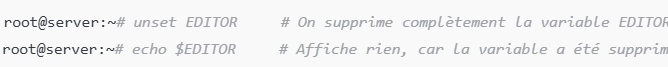 root@server:~# unset EDITOR # On supprime complètement la variable EDITOR
root@server:~# echo $EDITOR # Affiche rien, car la variable a été supprim